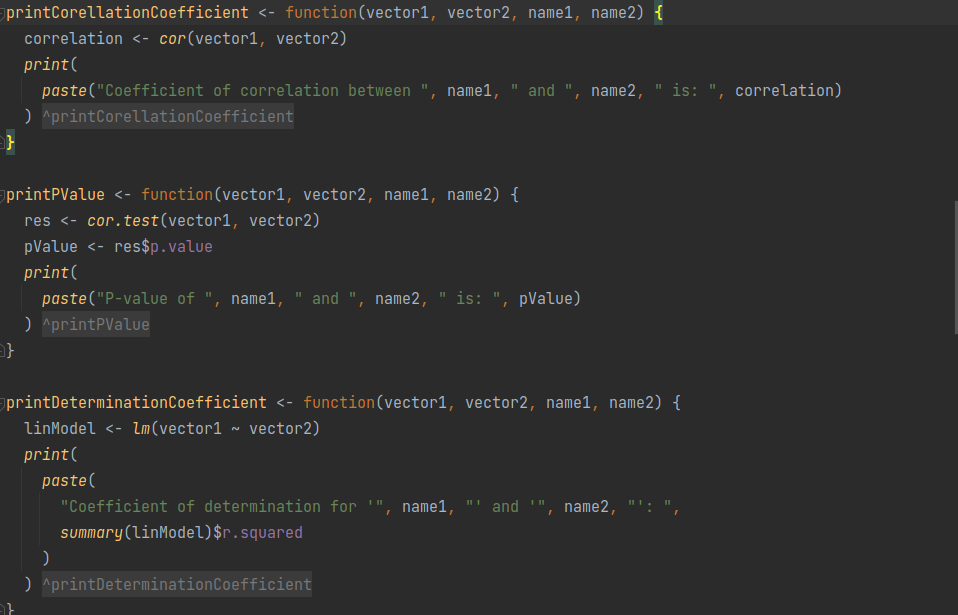 printCorellationCoefficient <- function(vector1, vector2, name1, name2) {
  correlation <- cor(vector1, vector2)
  print(
    paste("Coefficient of correlation between ", name1, " and ", name2, " is: ", correlation)
  ) ^printCorellationCoefficient
}
printPValue <- function(vector1, vector2, name1, name2) {
  res <- cor.test(vector1, vector2)
  pValue <- res$p.value
  print(
    paste("P-value of ", name1, " and ", name2, " is: ", pValue)
  ) ^printPValue
}
printDeterminationCoefficient <- function(vector1, vector2, name1, name2) {
  linModel <- lm(vector1 ~ vector2)
  print(
    paste(
      "Coefficient of determination for '", name1, "' and '", name2, "': ",
      summary(linModel)$r.squared
    )
  ) ^printDeterminationCoefficient
}